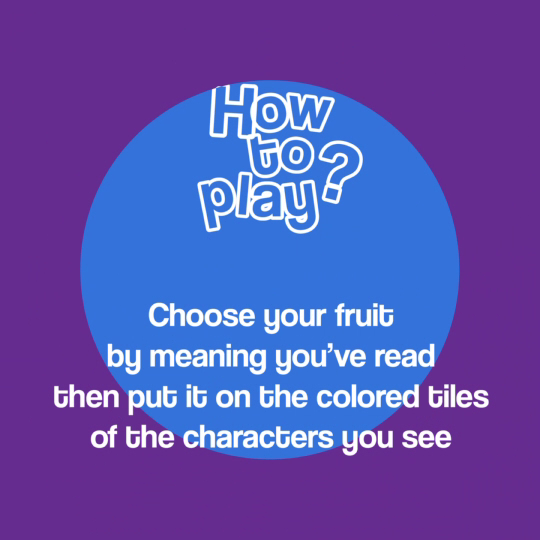 How
to
play?
Choose your fruit
by meaning you've read
then put it on the colored tiles
of the characters you see